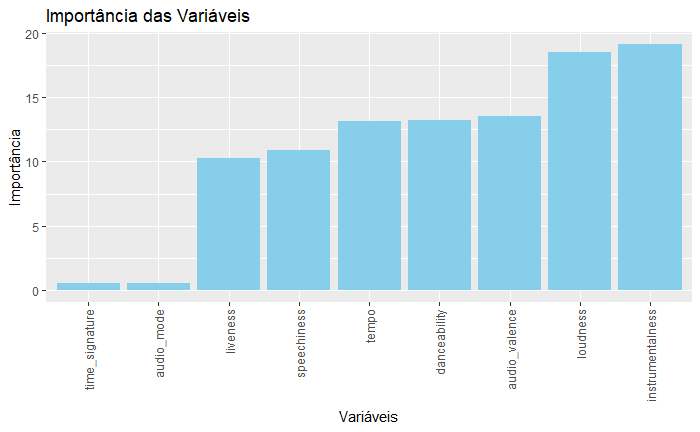 Importância das Variáveis
Importância
20
15
10
5
0
time_signature
audio_mode
liveness
speechiness
tempo
danceability
audio_valence
loudness
instrumentalness
Variáveis